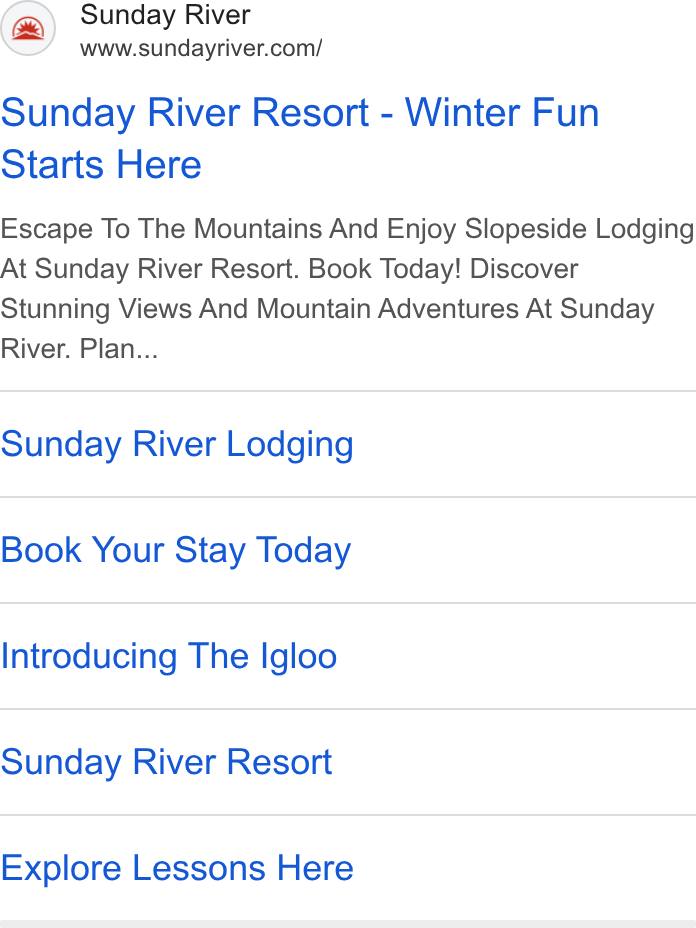 Sunday River
www.sundayriver.com/
Sunday River Resort - Winter Fun
Starts Here
Escape To The Mountains And Enjoy Slopeside Lodging
At Sunday River Resort. Book Today! Discover
Stunning Views And Mountain Adventures At Sunday
River. Plan...
Sunday River Lodging
Book Your Stay Today
Introducing The Igloo
Sunday River Resort
Explore Lessons Here